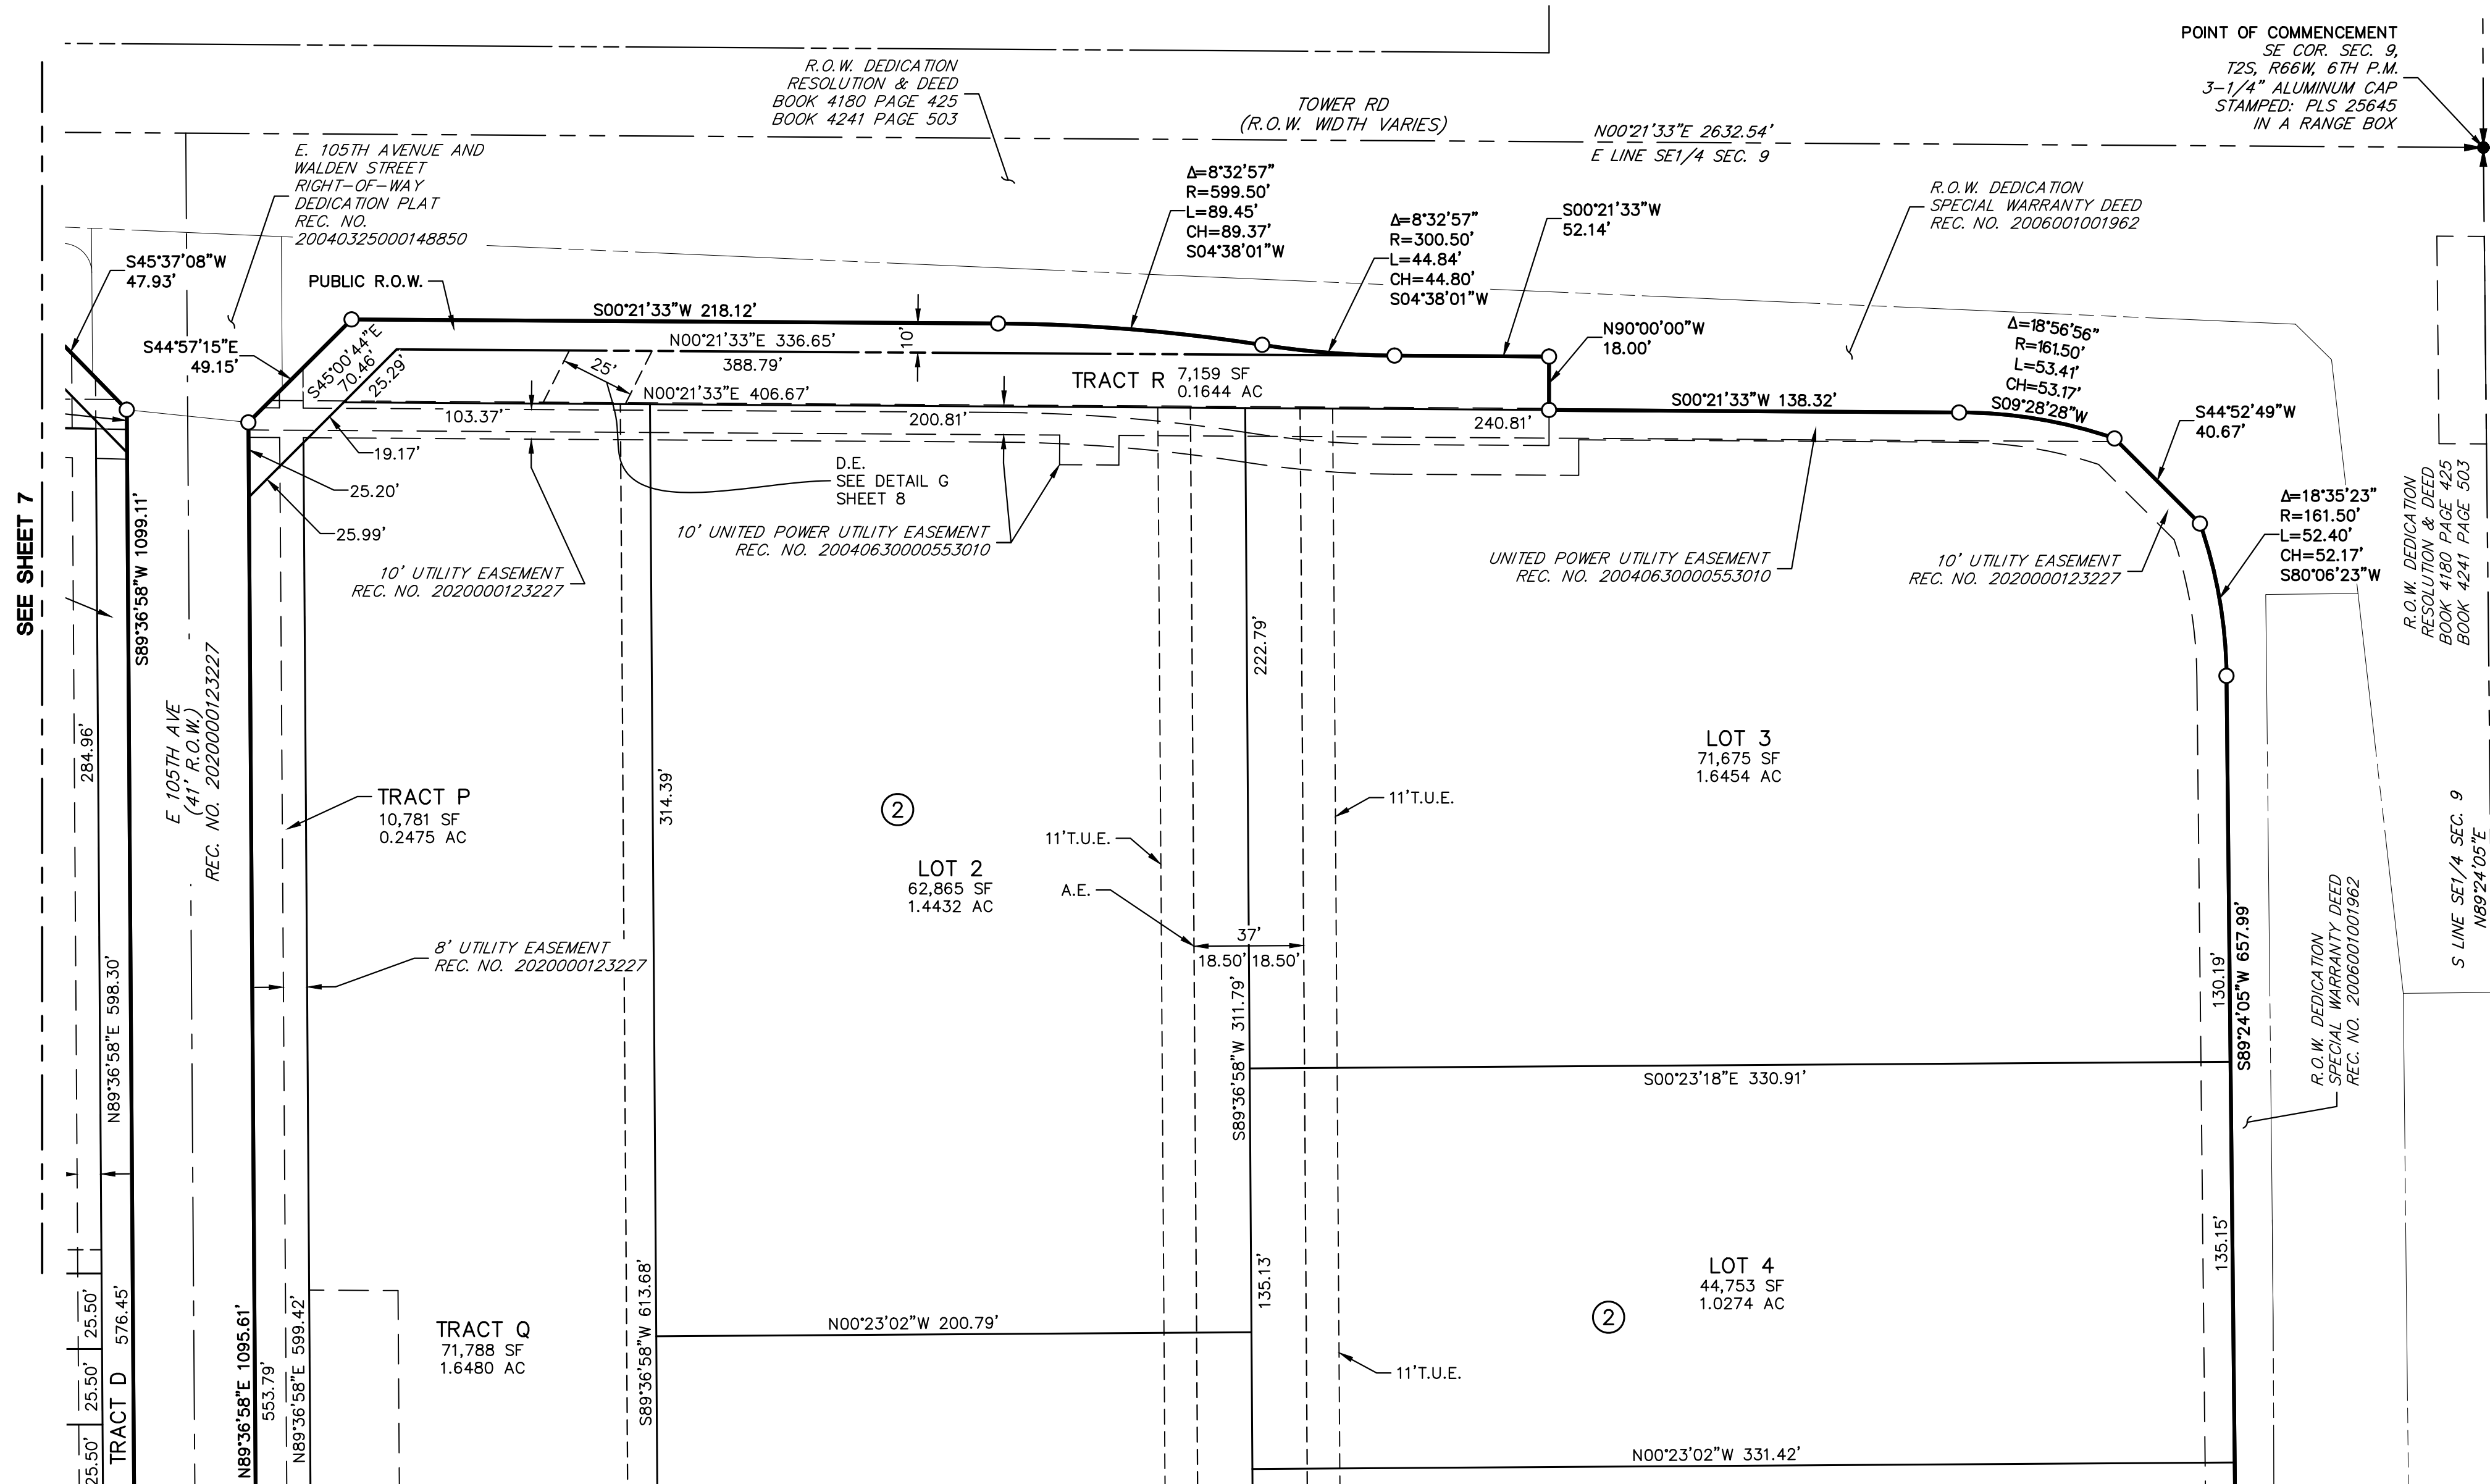 POINT OF COMMENCEMENT
SE COR. SEC. 9,
T2S, R66W, 6TH P.M.
3-1/4" ALUMINUM CAP
STAMPED: PLS 25645
IN A RANGE BOX
R.O.W. DEDICATION
RESOLUTION & DEED
BOOK 4180 PAGE 425
BOOK 4241 PAGE 503
TOWER RD
(R.O.W. WIDTH VARIES)
N00°21'33"E 2632.54'
E LINE SE1/4 SEC. 9
E. 105TH AVENUE AND
WALDEN STREET
RIGHT-OF-WAY
DEDICATION PLAT
REC. NO.
20040325000148850
Δ=8°32'57"
R=599.50'
L=89.45'
CH=89.37'
S04°38'01"W
Δ=8°32'57"
R=300.50'
L=44.84'
CH=44.80'
S04°38'01"W
S00°21'33"W
52.14'
R.O.W. DEDICATION
SPECIAL WARRANTY DEED
REC. NO. 2006001001962
S45°37'08"W
47.93'
PUBLIC R.O.W.
S00°21'33"W 218.12'
S44°57'15"E
49.15'
S45°00'44"E
70.46'
25.29'
N00°21'33"E 336.65'
388.79'
10'
25'
N00°21'33"E 406.67'
TRACT R
7,159 SF
0.1644 AC
N90°00'00"W
18.00'
Δ=18°56'56"
R=161.50'
L=53.41'
CH=53.17'
S09°28'28"W
S00°21'33"W 138.32'
S44°52'49"W
40.67'
103.37'
200.81'
240.81'
19.17'
25.20'
25.99'
D.E.
SEE DETAIL G
SHEET 8
10' UNITED POWER UTILITY EASEMENT
REC. NO. 20040630000553010
10' UTILITY EASEMENT
REC. NO. 2020000123227
UNITED POWER UTILITY EASEMENT
REC. NO. 20040630000553010
10' UTILITY EASEMENT
REC. NO. 2020000123227
Δ=18°35'23"
R=161.50'
L=52.40'
CH=52.17'
S80°06'23"W
R.O.W. DEDICATION
RESOLUTION & DEED
BOOK 4180 PAGE 425
BOOK 4241 PAGE 503
SEE SHEET 7
S89°36'58"W 1099.11'
E 105TH AVE
(41' R.O.W.)
REC. NO. 2020000123227
284.96'
TRACT P
10,781 SF
0.2475 AC
314.39'
222.79'
2
LOT 2
62,865 SF
1.4432 AC
LOT 3
71,675 SF
1.6454 AC
11'T.U.E.
11'T.U.E.
A.E.
37'
18.50'
18.50'
8' UTILITY EASEMENT
REC. NO. 2020000123227
N89°36'58"E 598.30'
S89°36'58"W 311.79'
130.19'
S89°24'05"W 657.99'
R.O.W. DEDICATION
SPECIAL WARRANTY DEED
REC. NO. 2006001001962
S LINE SE1/4 SEC. 9
N89°24'05"E
S00°23'18"E 330.91'
135.15'
135.13'
LOT 4
44,753 SF
1.0274 AC
2
11'T.U.E.
N00°23'02"W 331.42'
N00°23'02"W 200.79'
S89°36'58"W 613.68'
TRACT Q
71,788 SF
1.6480 AC
N89°36'58"E 599.42'
553.79'
N89°36'58"E 1095.61'
576.45'
TRACT D
25.50'
25.50'
25.50'